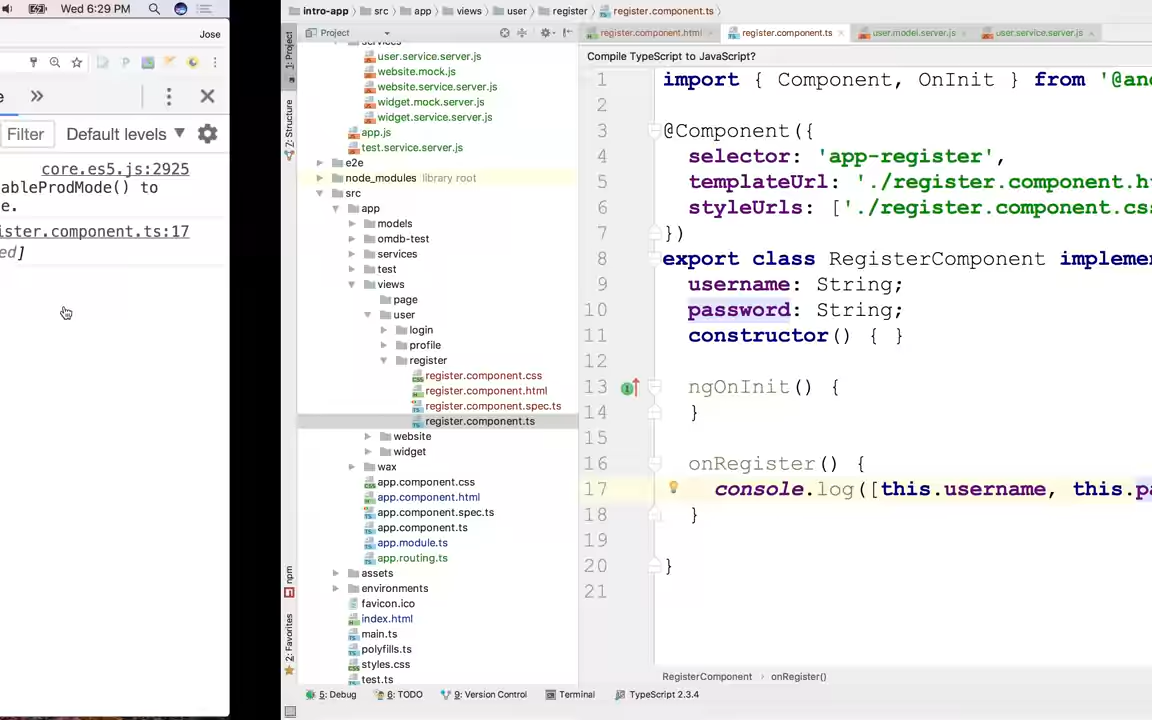 Wed 6:29 PM
Jose
Filter
Default levels
core.es5.js:2925
ableProdMode() to
e.
ister.component.ts:17
ed]
intro-app
src
app
views
user
register
register.component.ts
Project
register.component.html
register.component.ts
user.model.server.js
user.service.server.js
1: Project
7: Structure
npm
2: Favorites
services
user.service.server.js
website.mock.js
website.service.server.js
widget.mock.server.js
widget.service.server.js
app.js
test.service.server.js
e2e
node_modules library root
src
app
models
omdb-test
services
test
views
page
user
login
profile
register
register.component.css
register.component.html
register.component.spec.ts
register.component.ts
website
widget
wax
app.component.css
app.component.html
app.component.spec.ts
app.component.ts
app.module.ts
app.routing.ts
assets
environments
favicon.ico
index.html
main.ts
polyfills.ts
styles.css
test.ts
Compile TypeScript to JavaScript?
1 import { Component, OnInit } from '@an
2
3 @Component({
4 selector: 'app-register',
5 templateUrl: './register.component.h
6 styleUrls: ['./register.component.css
7 })
8 export class RegisterComponent impleme
9 username: String;
10 password: String;
11 constructor() { }
12
13 ngOnInit() {
14 }
15
16 onRegister() {
17 console.log([this.username, this.pa
18 }
19
20 }
21
RegisterComponent › onRegister()
5: Debug
6: TODO
9: Version Control
Terminal
TypeScript 2.3.4